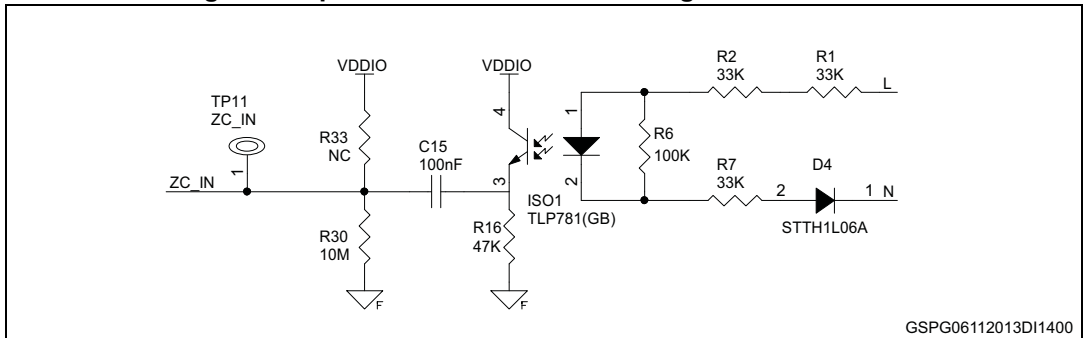 VDDIO
VDDIO
R2
33K
R1
33K
L
TP11
ZC_IN
R33
NC
C15
100nF
4
1
R6
100K
1
ZC_IN
3
2
ISO1
TLP781(GB)
R7
33K
D4
2
1 N
STTH1L06A
R30
10M
R16
47K
F
F
GSPG06112013DI1400